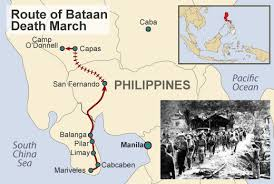 Route of Bataan
Death March
Caba
Camp
O'Donnell
Capas
San Fernando
PHILIPPINES
Pacific
Ocean
Balanga
Pilar
Limay
Manila
South
China
Sea
Cabcaben
Mariveles